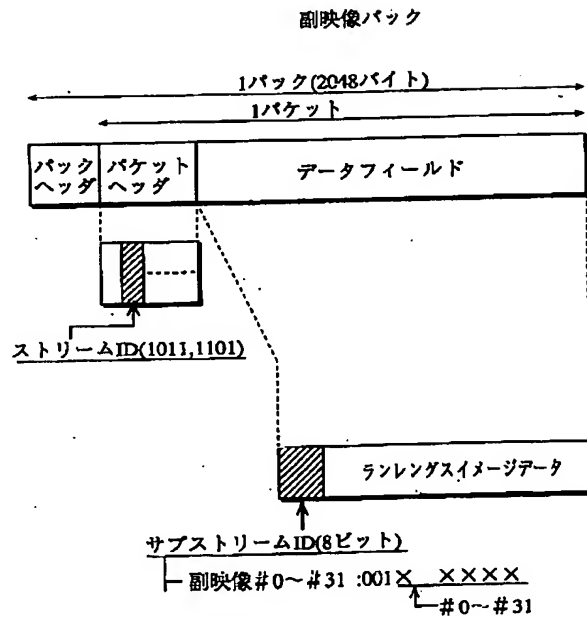 副映像パック
1パック(2048バイト)
1パケット
パック
ヘッダ
パケット
ヘッダ
データフィールド
ストリームID(1011,1101)
ランレングスイメージデータ
サブストリームID(8ビット)
副映像#0~#31 :001× ××××
#0~#31